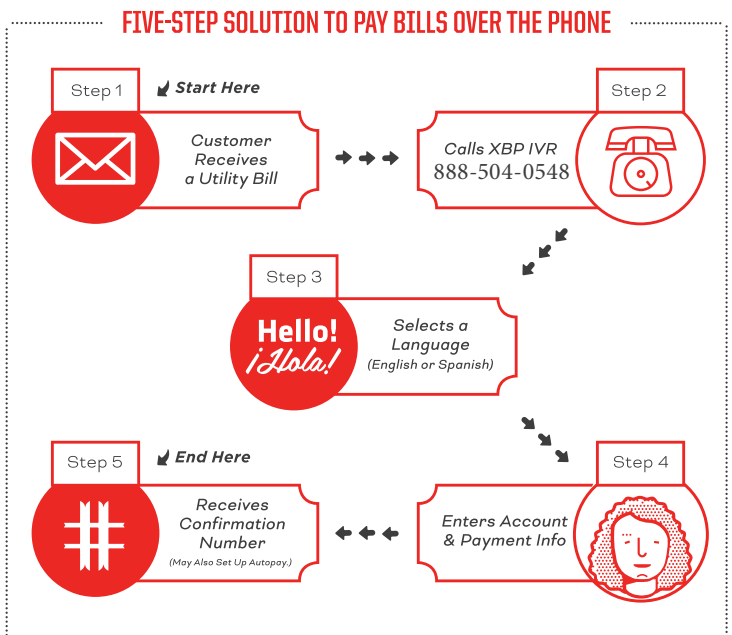 FIVE-STEP SOLUTION TO PAY BILLS OVER THE PHONE
Step 1
Start Here
Customer
Receives
a Utility Bill
Step 2
Calls XBP IVR
888-504-0548
Step 3
Hello!
¡Hola!
Selects a
Language
(English or Spanish)
Step 4
Enters Account
& Payment Info
Step 5
End Here
Receives
Confirmation
Number
(May Also Set Up Autopay.)